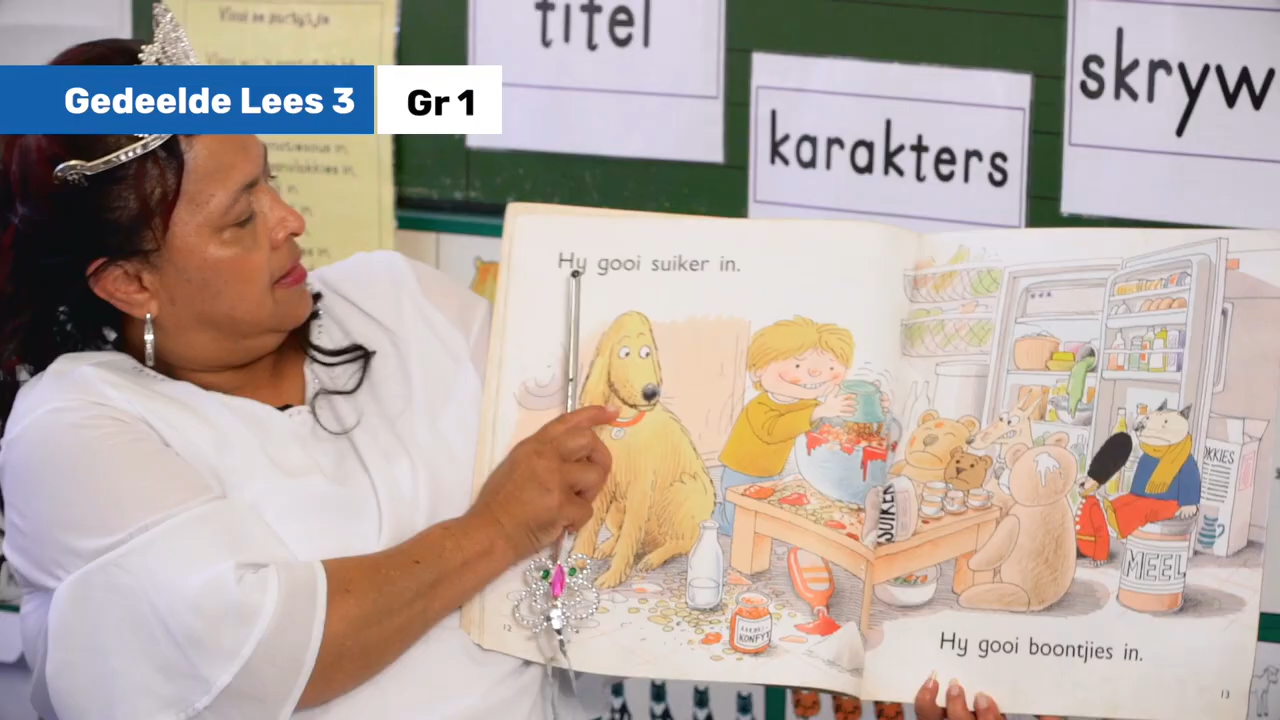 titel
karakters
skryw
Gedeelde Lees 3
Gr 1
Hy gooi suiker in.
SUIKER
KONFYT
MEEL
12
Hy gooi boontjies in.
13